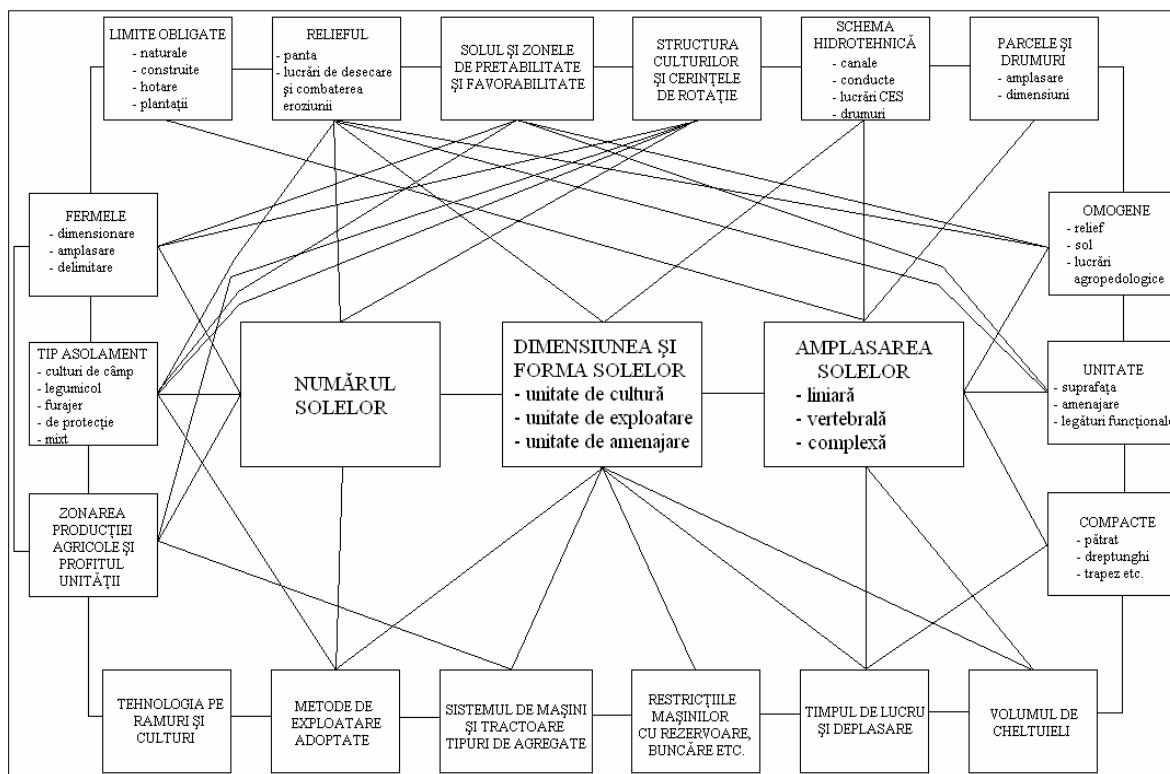 LIMITE OBLIGATE
- naturale
- construite
- hotare
- plantații
RELIEFUL
- panta
- lucrări de desecare
și combaterea
eroziunii
SOLUL ȘI ZONELE
DE PRETABILITATE
ȘI FAVORABILITATE
STRUCTURA
CULTURILOR
ȘI CERINȚELE
DE ROTAȚIE
SCHEMA
HIDROTEHNICĂ
- canale
- conducte
- lucrări CES
- drumuri
PARCELE ȘI
DRUMURI
- amplasare
- dimensiuni
FERMELE
- dimensionare
- amplasare
- delimitare
OMOGENE
- relief
- sol
- lucrări
agropedologice
TIP ASOLAMENT
- culturi de câmp
- legumicol
- furajer
- de protecție
- mixt
NUMĂRUL
SOLELOR
DIMENSIUNEA ȘI
FORMA SOLELOR
- unitate de cultură
- unitate de exploatare
- unitate de amenajare
AMPLASAREA
SOLELOR
- liniară
- vertebrală
- complexă
UNITATE
- suprafața
- amenajare
- legături funcționale
ZONAREA
PRODUCȚIEI
AGRICOLE ȘI
PROFITUL
UNITĂȚII
COMPACTE
- pătrat
- dreptunghi
- trapez etc.
TEHNOLOGIA PE
RAMURI ȘI
CULTURI
METODE DE
EXPLOATARE
ADOPTATE
SISTEMUL DE MAȘINI
ȘI TRACTOARE
TIPURI DE AGREGATE
RESTRICȚIILE
MAȘINILOR
CU REZERVOARE,
BUNCĂRE ETC.
TIMPUL DE LUCRU
ȘI DEPLASARE
VOLUMUL DE
CHELTUIELI